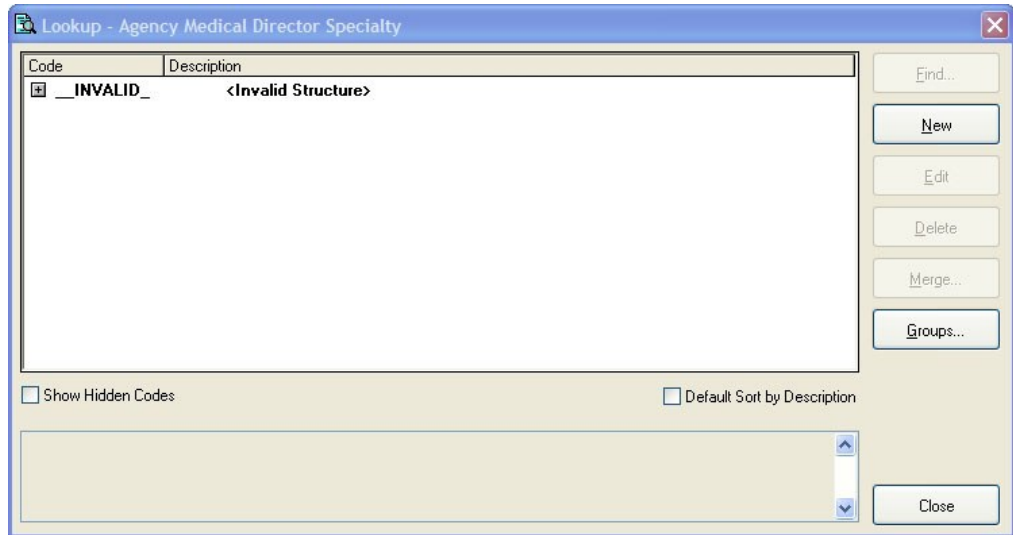 Lookup - Agency Medical Director Specialty
Code Description
__INVALID_ <Invalid Structure>
Find...
New
Edit
Delete
Merge...
Groups...
Show Hidden Codes
Default Sort by Description
Close